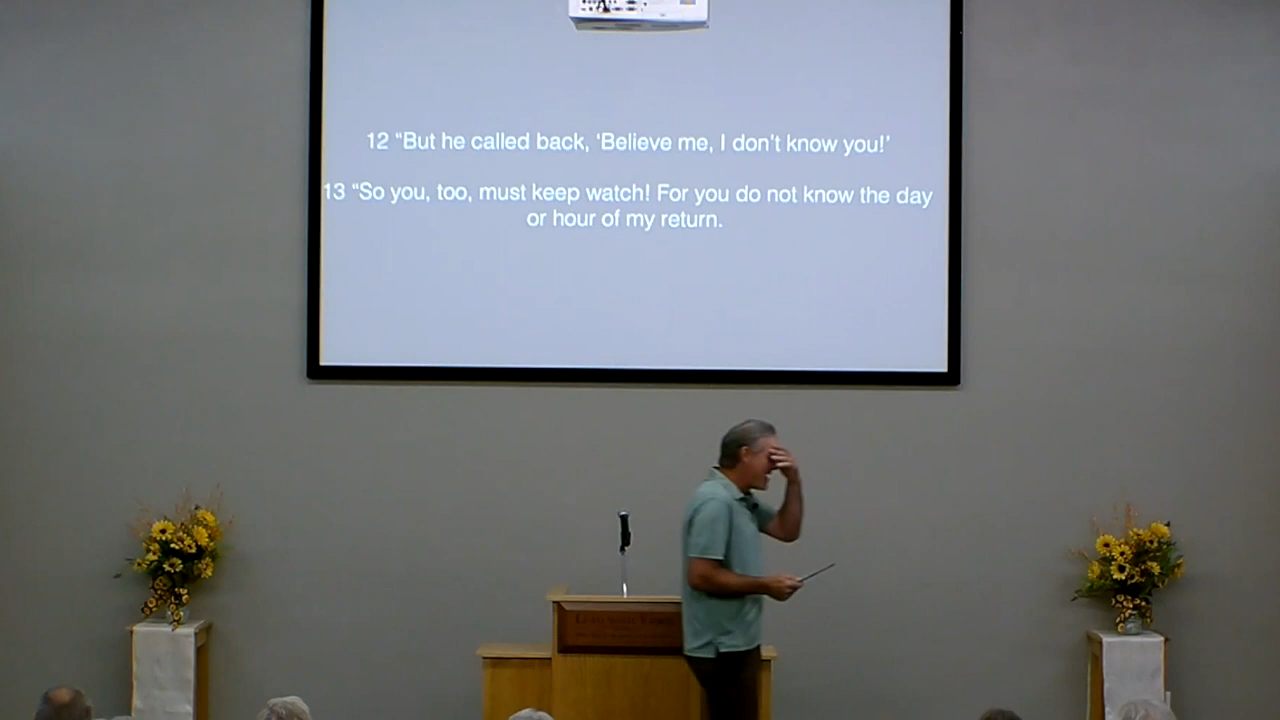 12 “But he called back, ‘Believe me, I don't know you!’
13 “So you, too, must keep watch! For you do not know the day
or hour of my return.